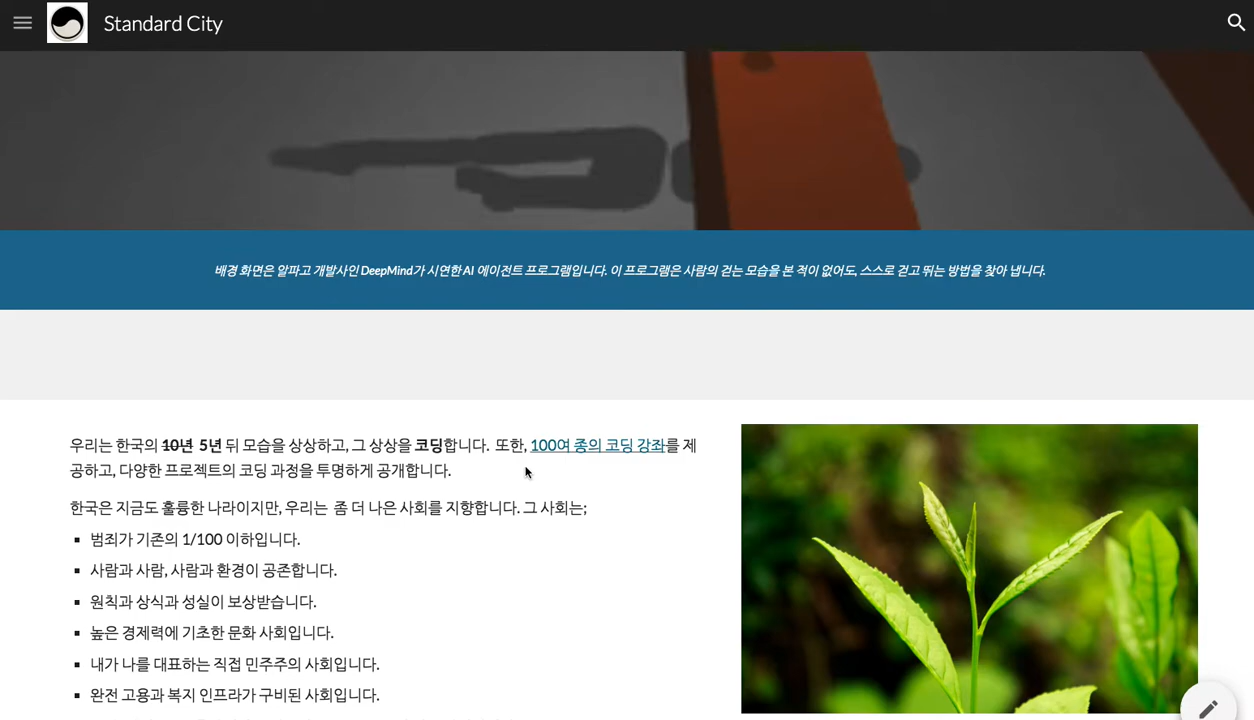 Standard City
배경 화면은 알파고 개발사인 DeepMind가 시연한 AI 에이전트 프로그램입니다. 이 프로그램은 사람의 걷는 모습을 본 적이 없어도, 스스로 걷고 뛰는 방법을 찾아 냅니다.
우리는 한국의 10년 5년 뒤 모습을 상상하고, 그 상상을 코딩합니다. 또한, 100여 종의 코딩 강좌를 제
공하고, 다양한 프로젝트의 코딩 과정을 투명하게 공개합니다.
한국은 지금도 훌륭한 나라이지만, 우리는 좀 더 나은 사회를 지향합니다. 그 사회는;
▪ 범죄가 기존의 1/100 이하입니다.
▪ 사람과 사람, 사람과 환경이 공존합니다.
▪ 원칙과 상식과 성실이 보상받습니다.
▪ 높은 경제력에 기초한 문화 사회입니다.
▪ 내가 나를 대표하는 직접 민주주의 사회입니다.
▪ 완전 고용과 복지 인프라가 구비된 사회입니다.